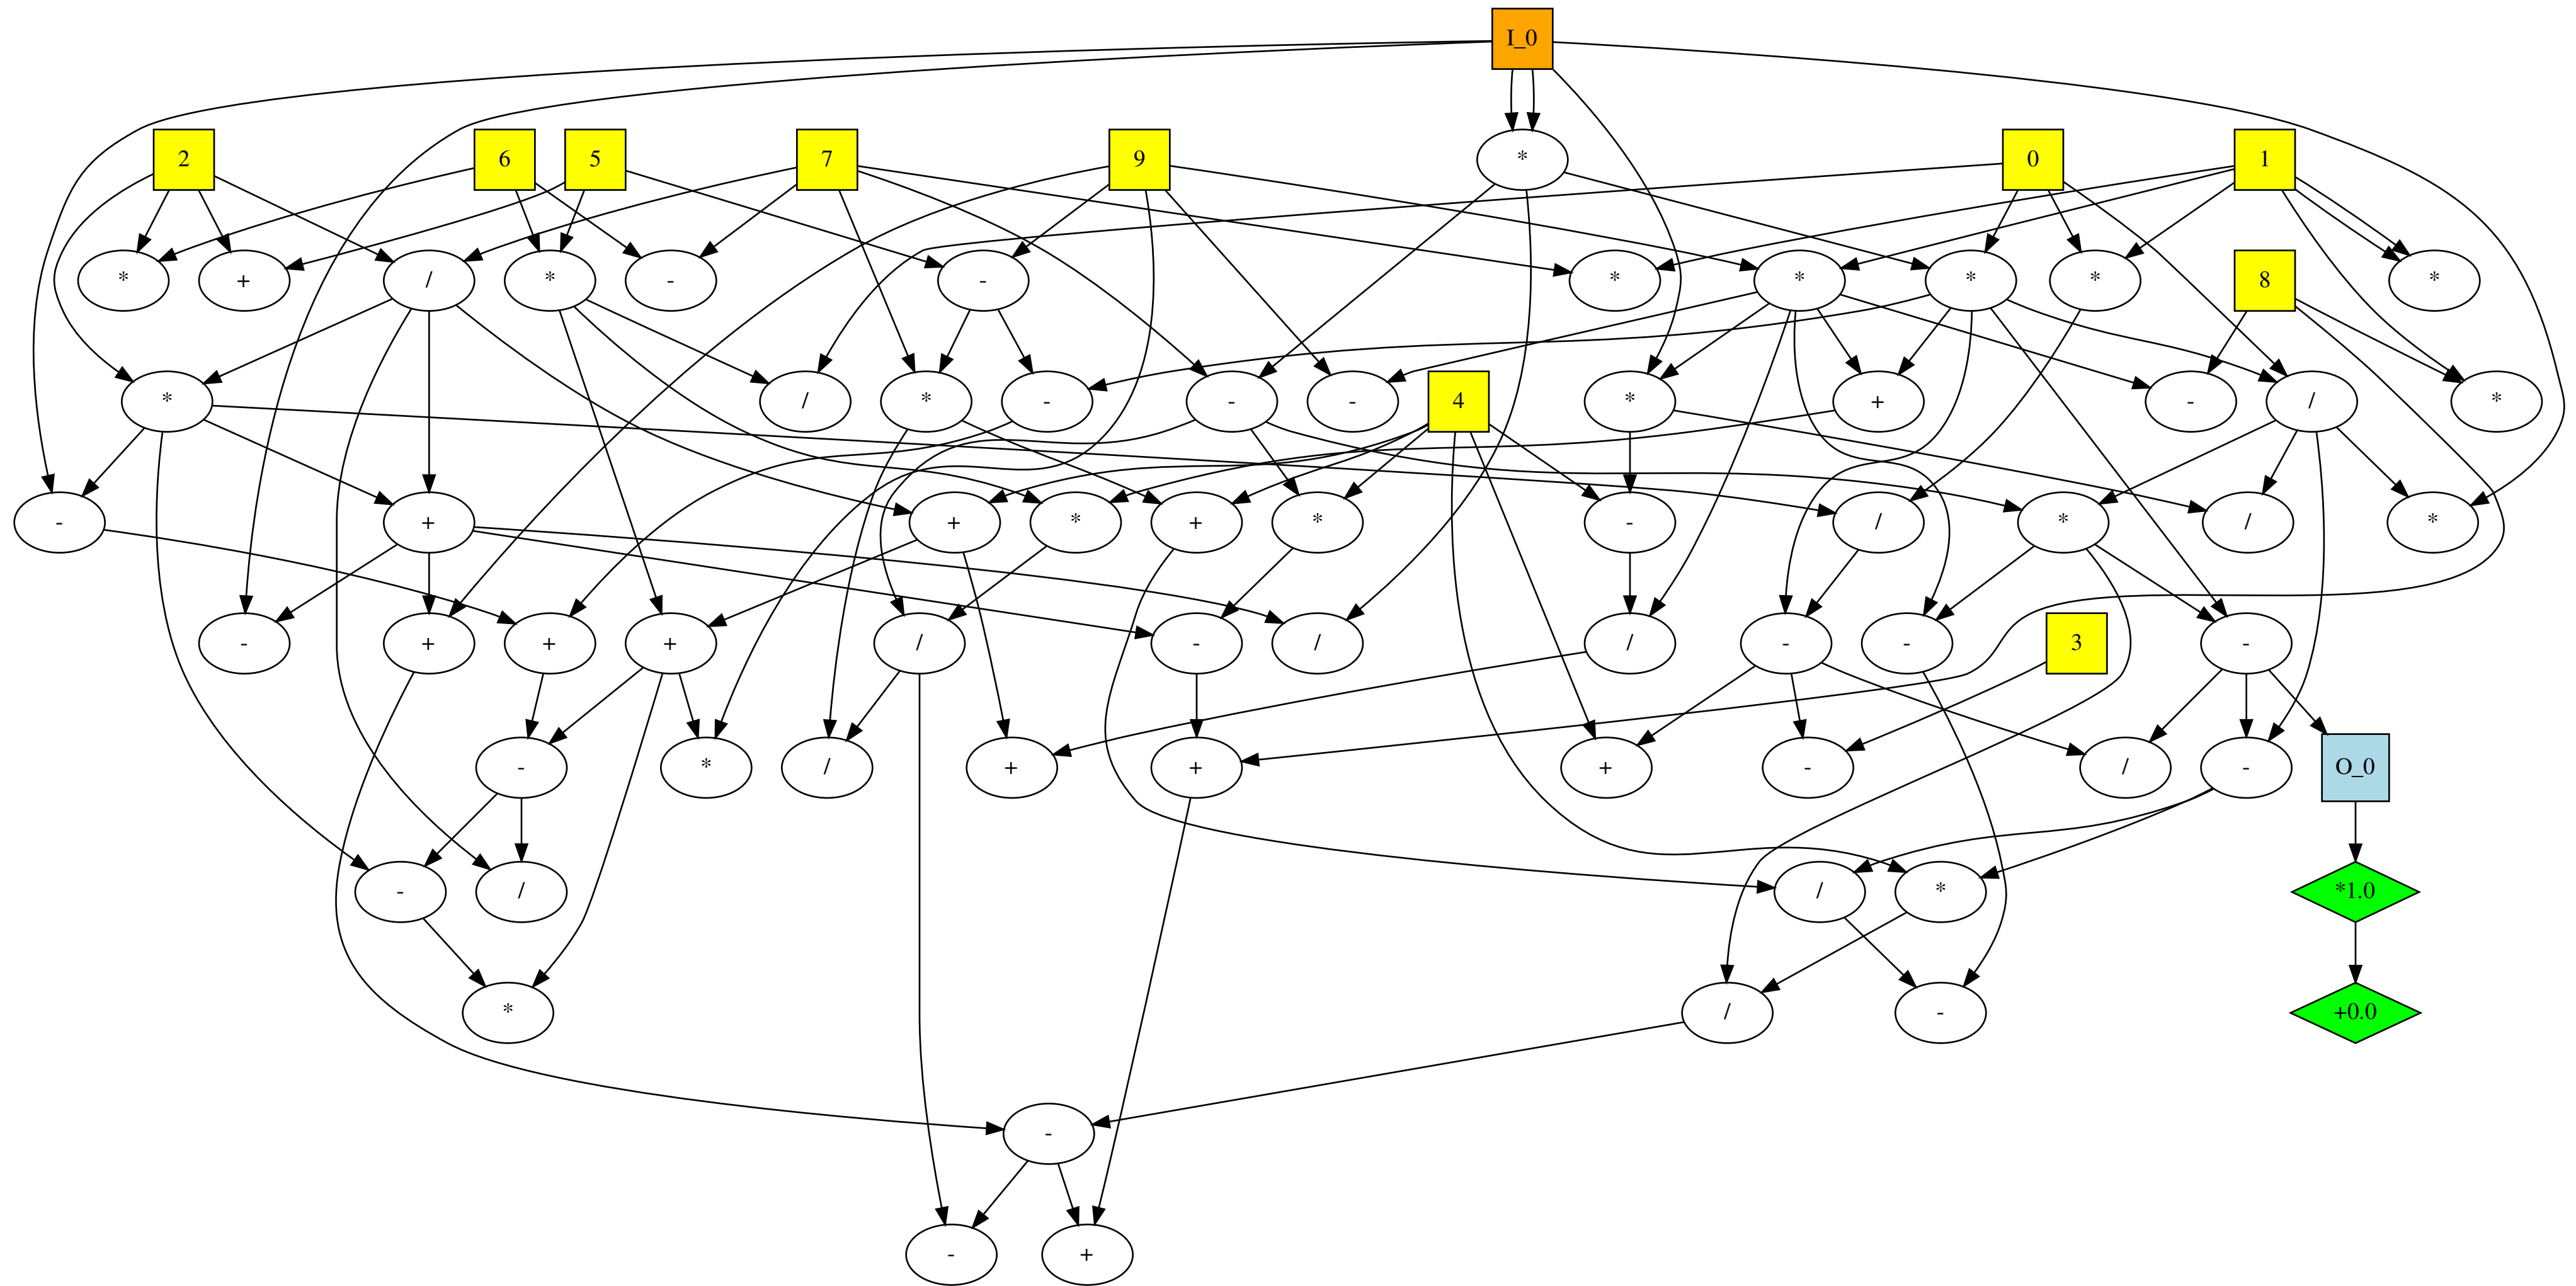 I_0
*
2 6 5 7 9 0 1
* + / * - - * * * * 8 *
* / * - - - 4 * + - / *
- + + * + * - / * / *
- + + + / - / / - - 3 -
- * / + + + - / - O_0
- / / * *1.0
* / - +0.0
-
- +